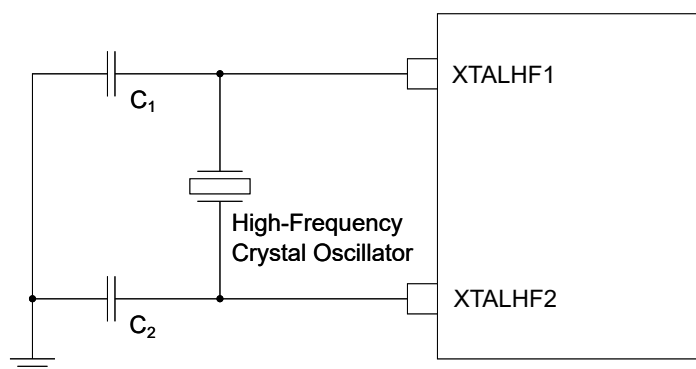 C₁
XTALHF1
High-Frequency
Crystal Oscillator
C₂
XTALHF2